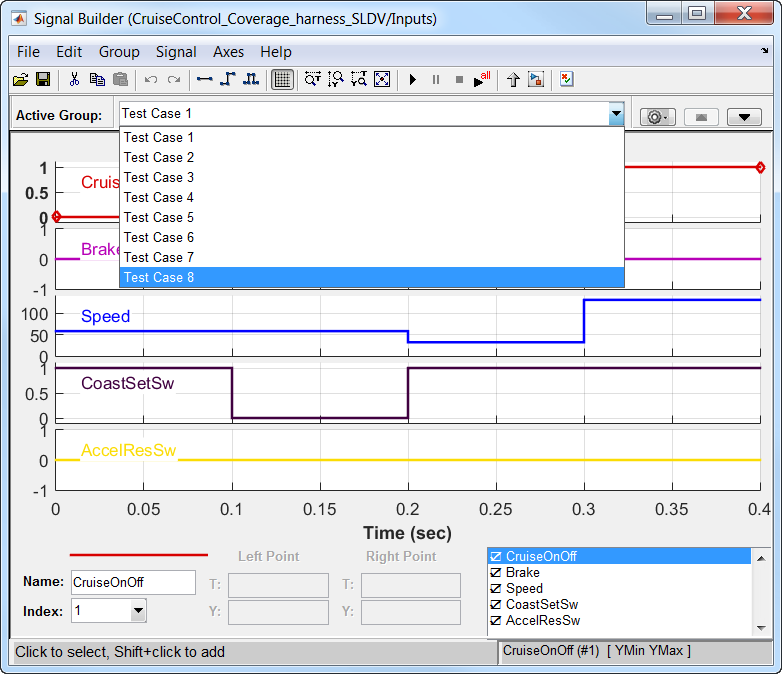 Signal Builder (CruiseControl_Coverage_harness_SLDV/Inputs)
File Edit Group Signal Axes Help
all
Active Group: Test Case 1
Test Case 1
Test Case 2
Test Case 3
Test Case 4
Test Case 5
Test Case 6
Test Case 7
Test Case 8
1
0.5
0
Cruis
1
0
-1
Brake
100
50
0
Speed
1
0.5
0
CoastSetSw
1
0
-1
AccelResSw
0 0.05 0.1 0.15 0.2 0.25 0.3 0.35 0.4
Time (sec)
Left Point Right Point
Name: CruiseOnOff T: T:
Index: 1 Y: Y:
CruiseOnOff
Brake
Speed
CoastSetSw
AccelResSw
Click to select, Shift+click to add
CruiseOnOff (#1) [ YMin YMax ]